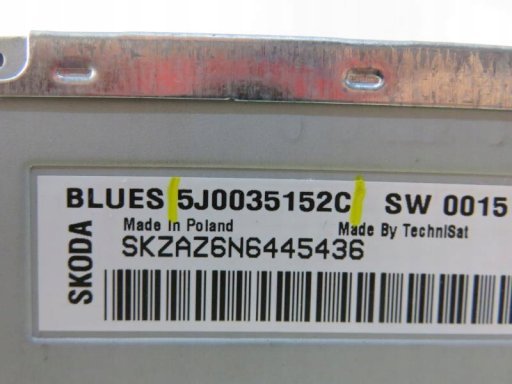 SKODA
BLUES 5J0035152C SW 0015
Made In Poland Made By TechniSat
SKZAZ6N6445436